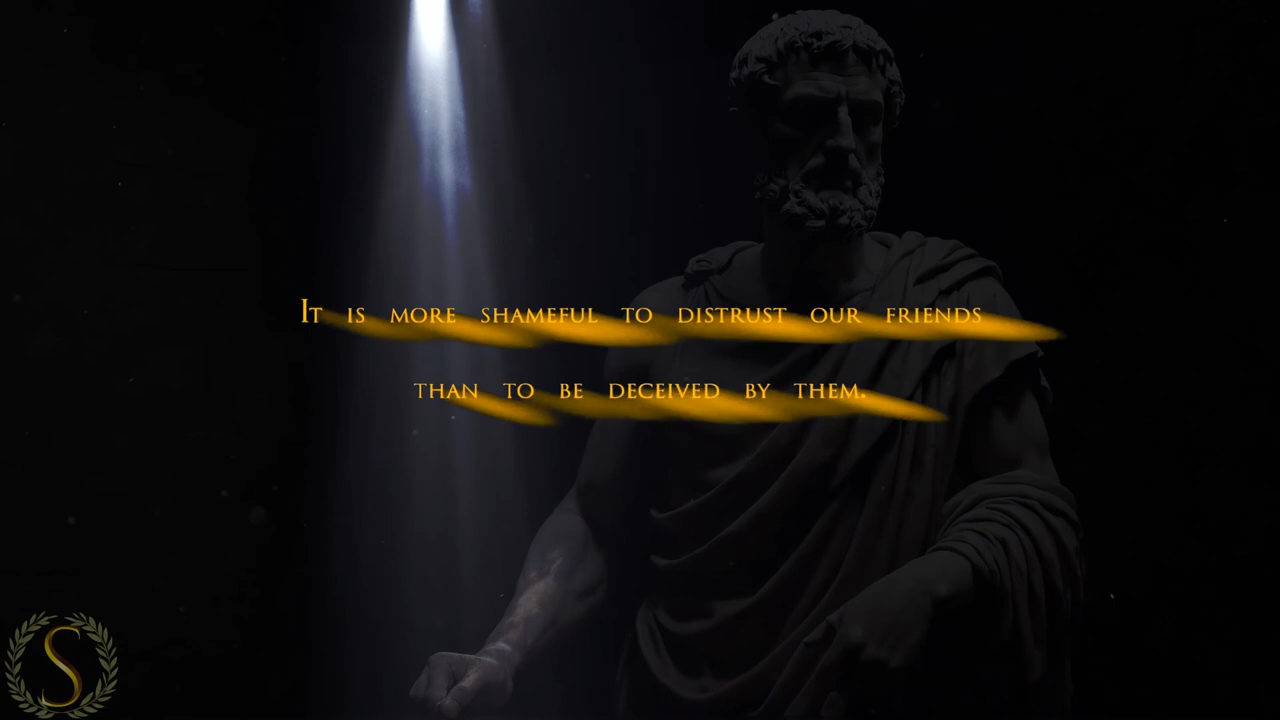 It is more shameful to distrust our friends
than to be deceived by them.
S